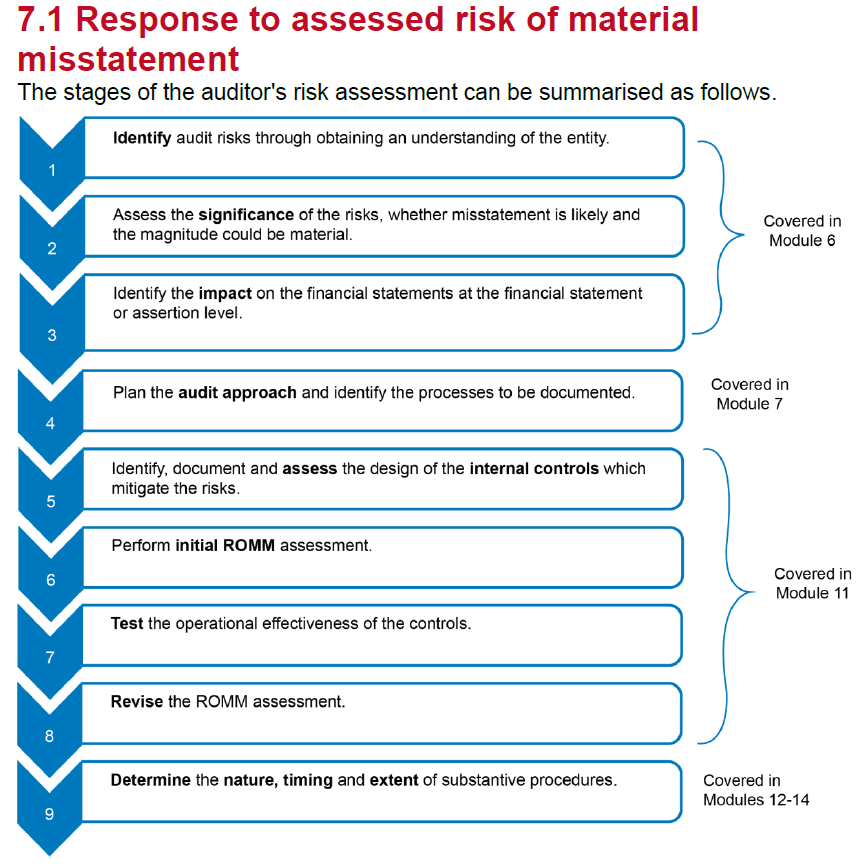 7.1 Response to assessed risk of material
misstatement
The stages of the auditor's risk assessment can be summarised as follows.
1
Identify audit risks through obtaining an understanding of the entity.
2
Assess the significance of the risks, whether misstatement is likely and
the magnitude could be material.
3
Identify the impact on the financial statements at the financial statement
or assertion level.
Covered in
Module 6
4
Plan the audit approach and identify the processes to be documented.
Covered in
Module 7
5
Identify, document and assess the design of the internal controls which
mitigate the risks.
6
Perform initial ROMM assessment.
7
Test the operational effectiveness of the controls.
8
Revise the ROMM assessment.
Covered in
Module 11
9
Determine the nature, timing and extent of substantive procedures.
Covered in
Modules 12-14